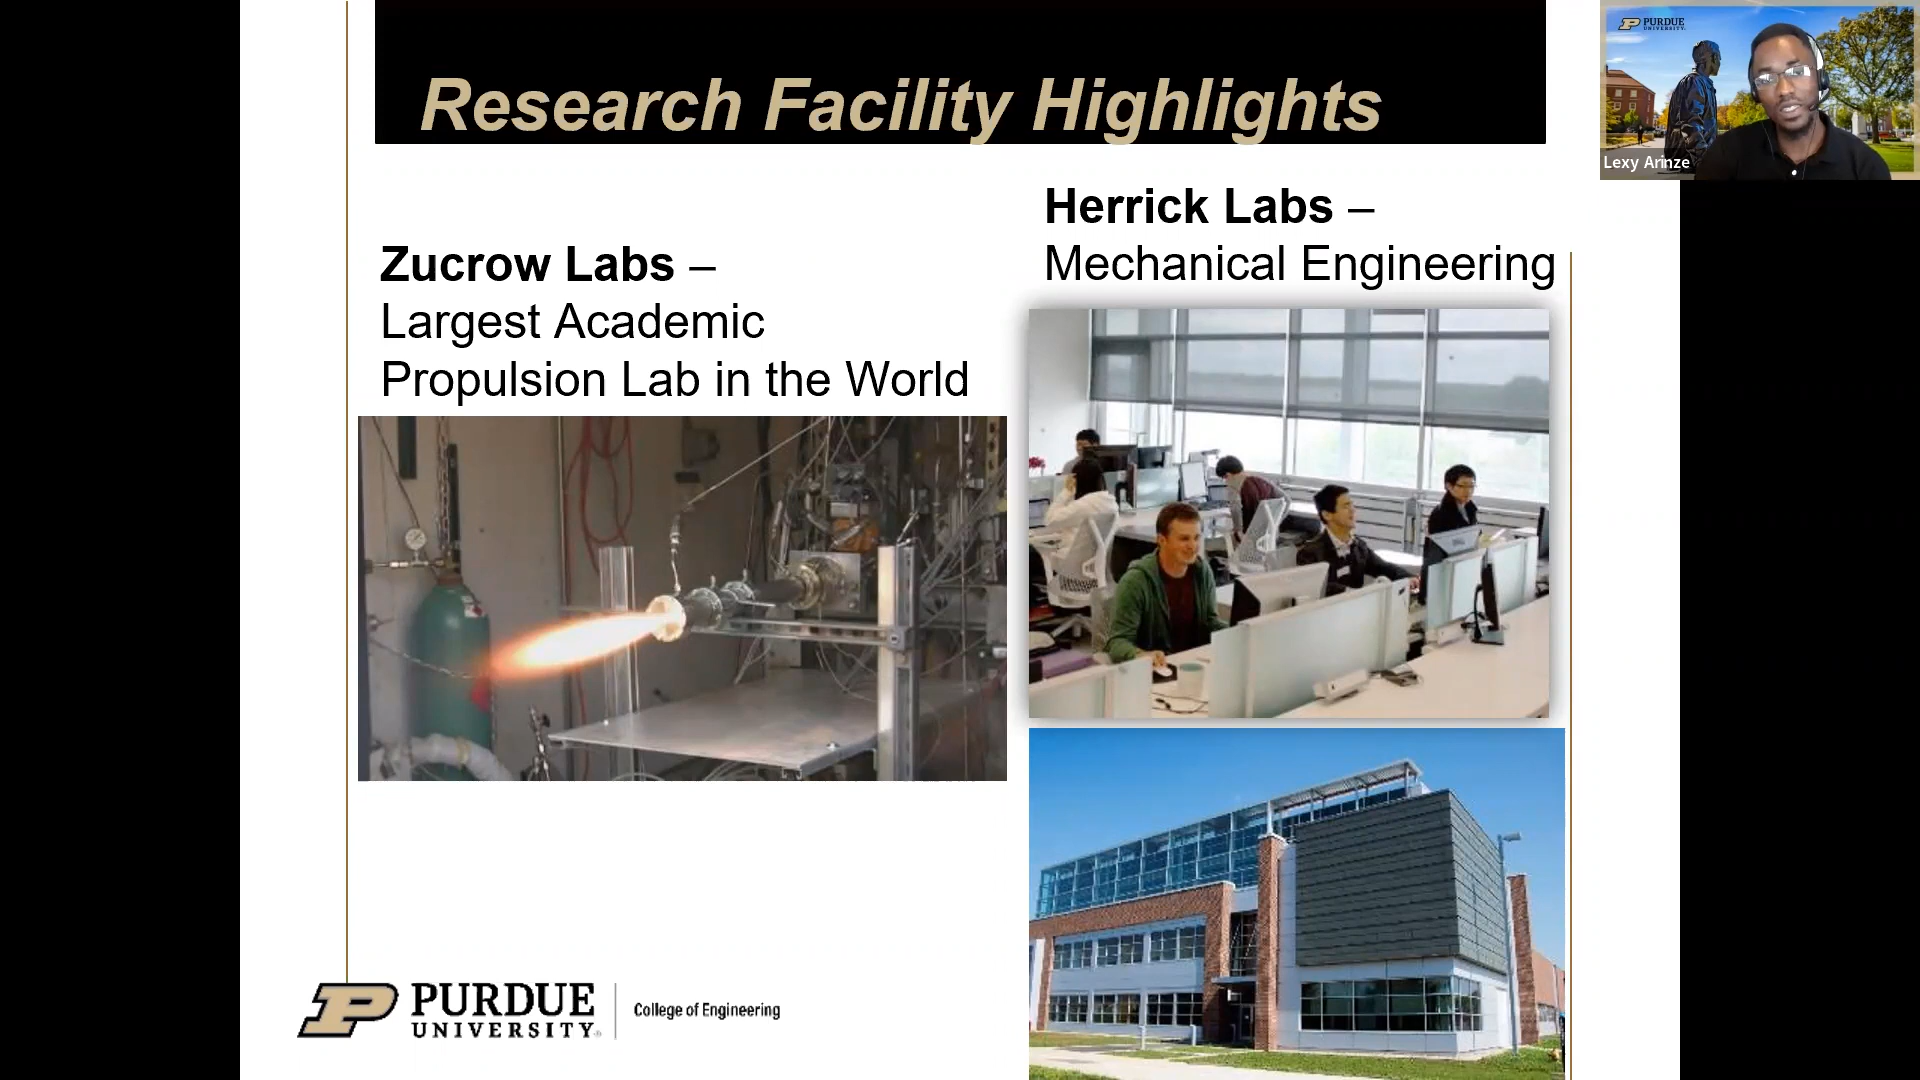 Research Facility Highlights
Zucrow Labs –
Largest Academic
Propulsion Lab in the World
Herrick Labs –
Mechanical Engineering
PURDUE
UNIVERSITY®
College of Engineering
PURDUE
UNIVERSITY
Lexy Arinze